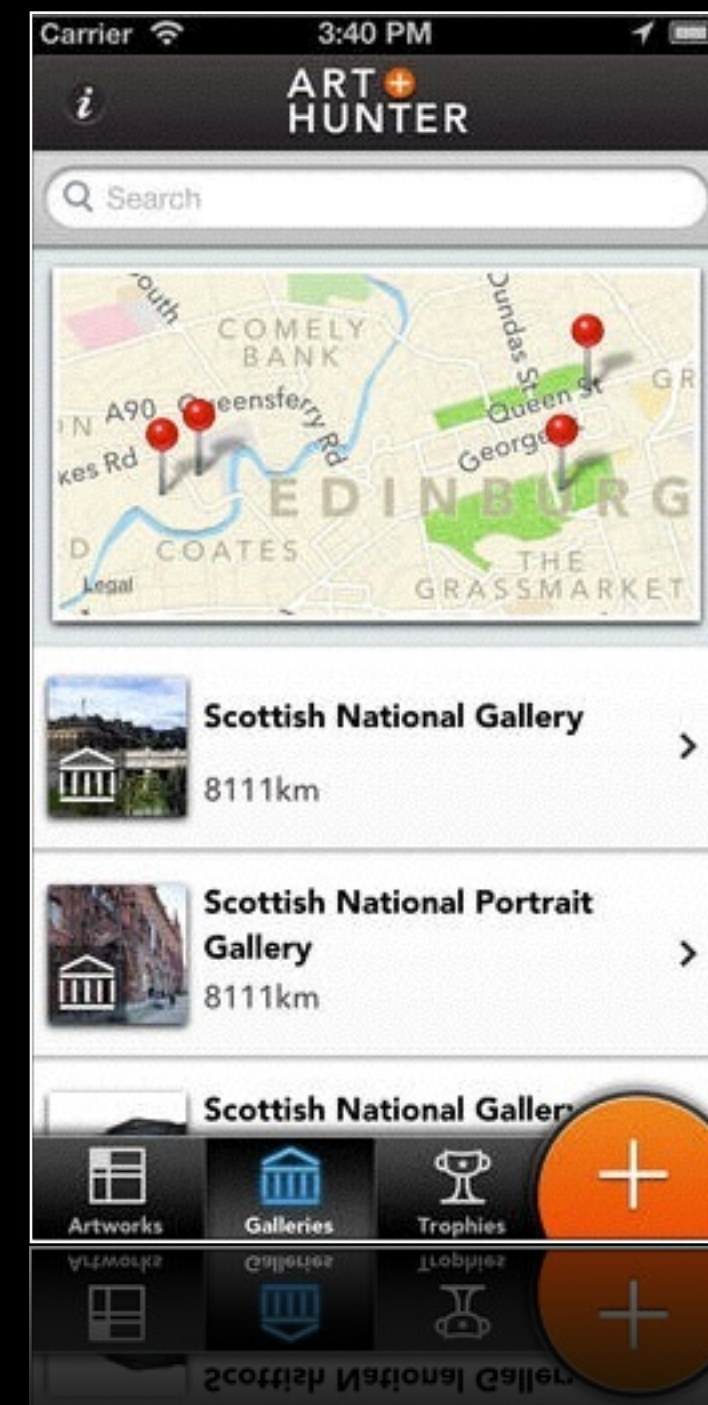 Carrier 3:40 PM
i
ART+
HUNTER
Search
outh
COMELY
BANK
Dundas St
A90 Queensferry Rd
Queen St
GR
N
kes Rd
George
EDINBURG
D
COATES
THE
GRASSMARKET
Legal
Scottish National Gallery
8111km
Scottish National Portrait
Gallery
8111km
Scottish National Galler
Artworks Galleries Trophies
+